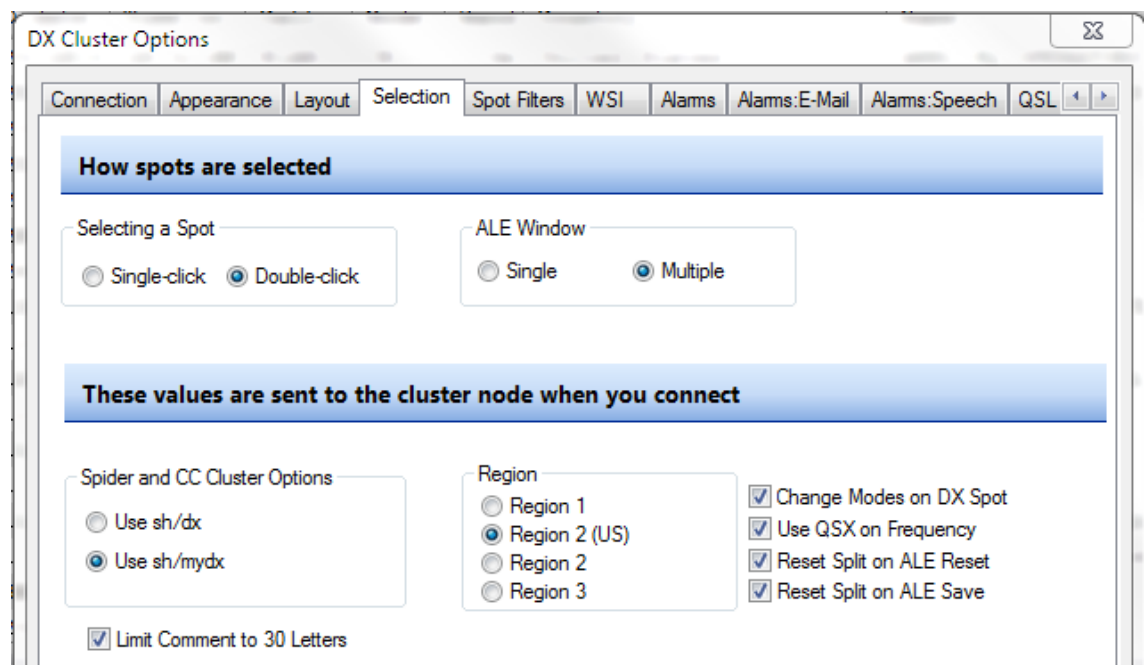 DX Cluster Options
Connection Appearance Layout Selection Spot Filters WSI Alarms Alarms:E-Mail Alarms:Speech QSL
How spots are selected
Selecting a Spot ALE Window
Single-click Double-click Single Multiple
These values are sent to the cluster node when you connect
Spider and CC Cluster Options Region
Use sh/dx
Use sh/mydx
Region 1
Region 2 (US)
Region 2
Region 3
Change Modes on DX Spot
Use QSX on Frequency
Reset Split on ALE Reset
Reset Split on ALE Save
Limit Comment to 30 Letters